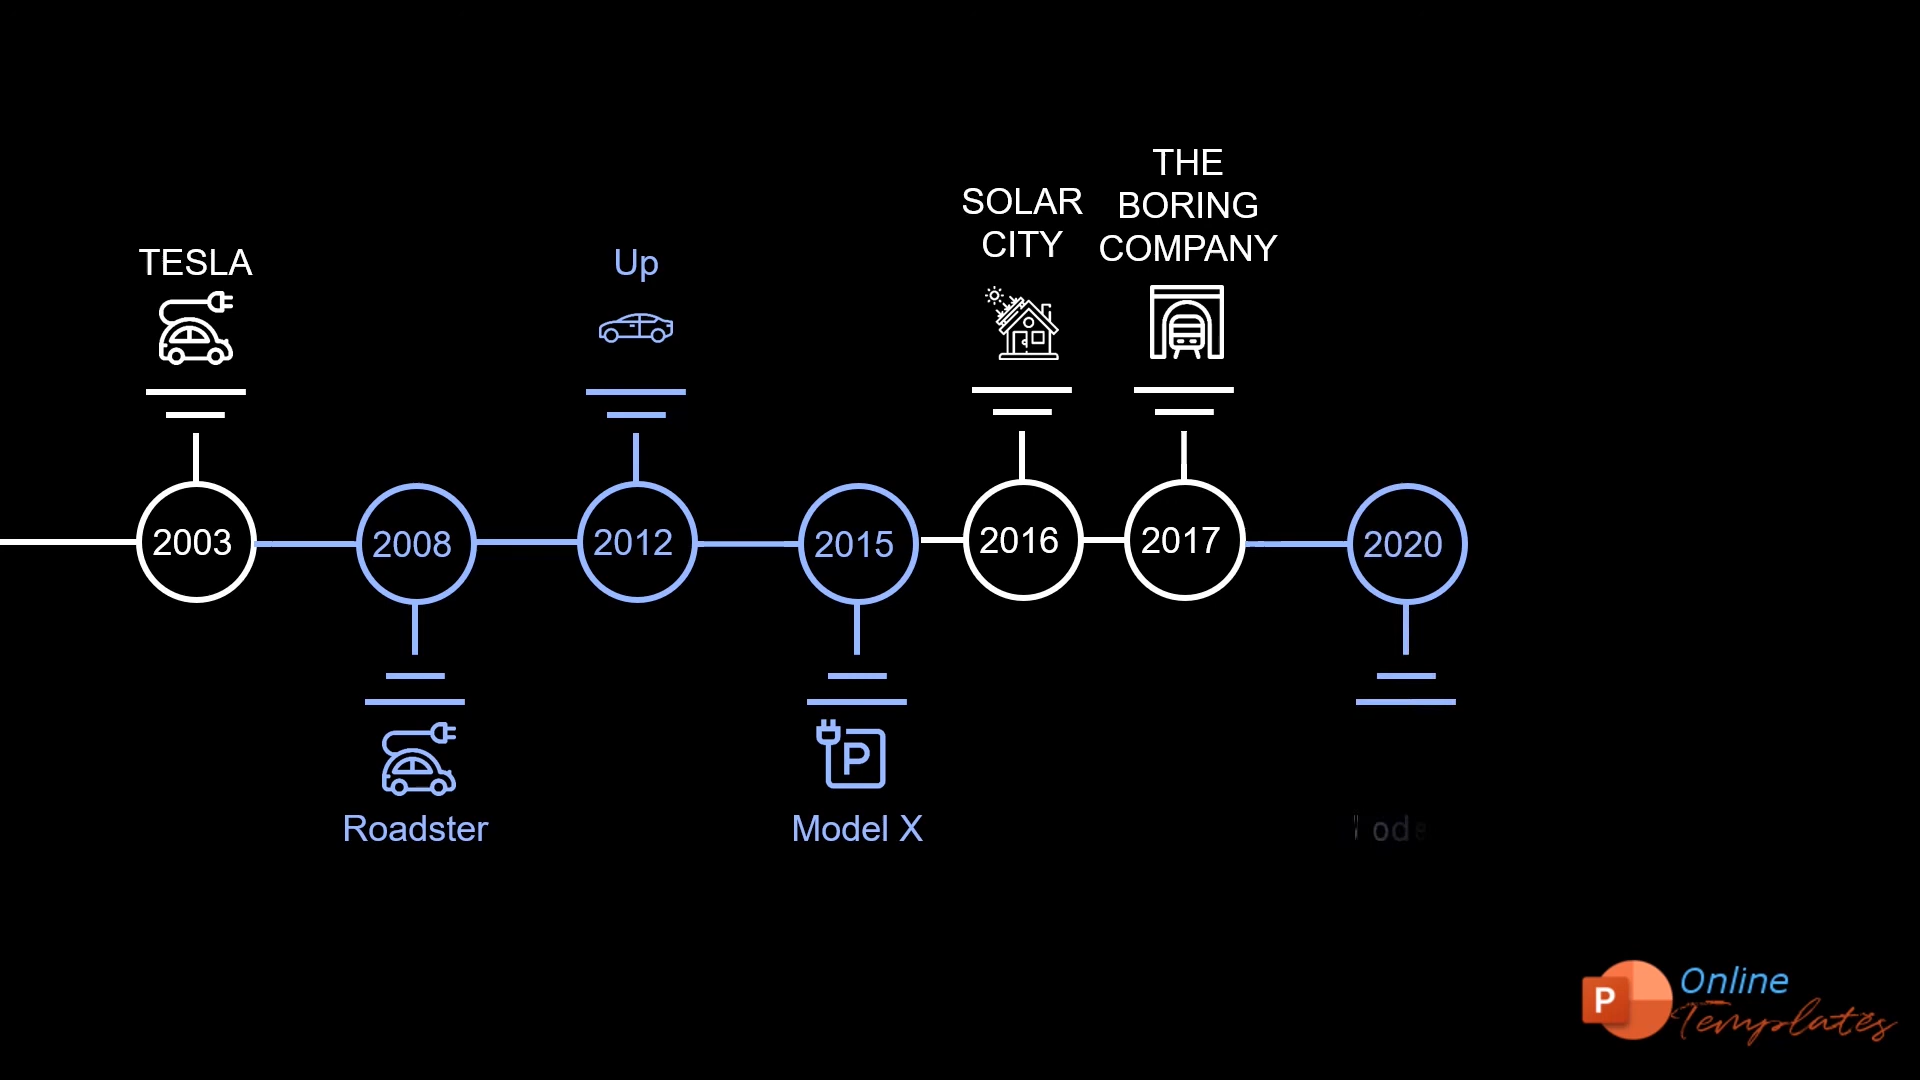 THE
SOLAR
BORING
CITY
COMPANY
TESLA
Up
2003
2008
2012
2015
2016
2017
2020
P
Roadster
Model X
P
Online
Templates